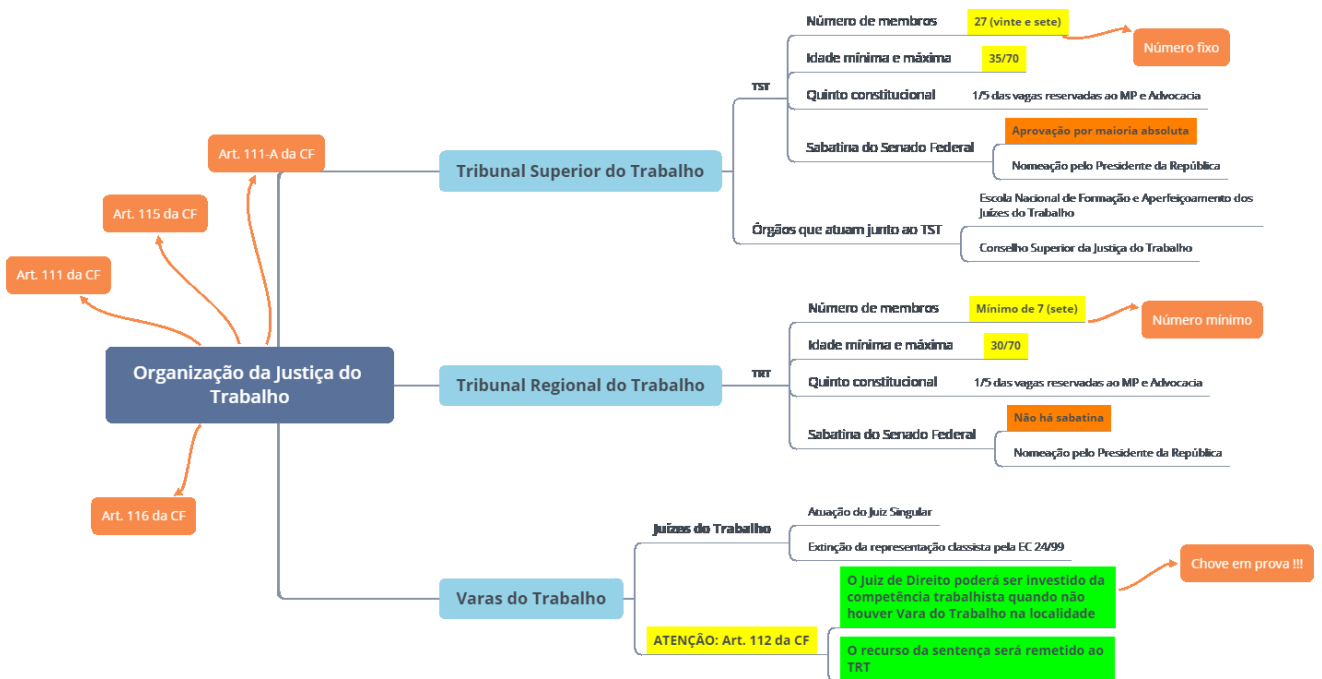 Organização da Justiça do
Trabalho
Art. 111-A da CF
Art. 115 da CF
Art. 111 da CF
Art. 116 da CF
Tribunal Superior do Trabalho
TST
Número de membros
27 (vinte e sete)
Número fixo
Idade mínima e máxima
35/70
Quinto constitucional
1/5 das vagas reservadas ao MP e Advocacia
Sabatina do Senado Federal
Aprovação por maioria absoluta
Nomeação pelo Presidente da República
Órgãos que atuam junto ao TST
Escola Nacional de Formação e Aperfeiçoamento dos
Juízes do Trabalho
Conselho Superior da Justiça do Trabalho
Tribunal Regional do Trabalho
TRT
Número de membros
Mínimo de 7 (sete)
Número mínimo
Idade mínima e máxima
30/70
Quinto constitucional
1/5 das vagas reservadas ao MP e Advocacia
Sabatina do Senado Federal
Não há sabatina
Nomeação pelo Presidente da República
Varas do Trabalho
Juízes do Trabalho
Atuação do Juiz Singular
Extinção da representação classista pela EC 24/99
ATENÇÂO: Art. 112 da CF
O Juiz de Direito poderá ser investido da
competência trabalhista quando não
houver Vara do Trabalho na localidade
Chove em prova !!!
O recurso da sentença será remetido ao
TRT